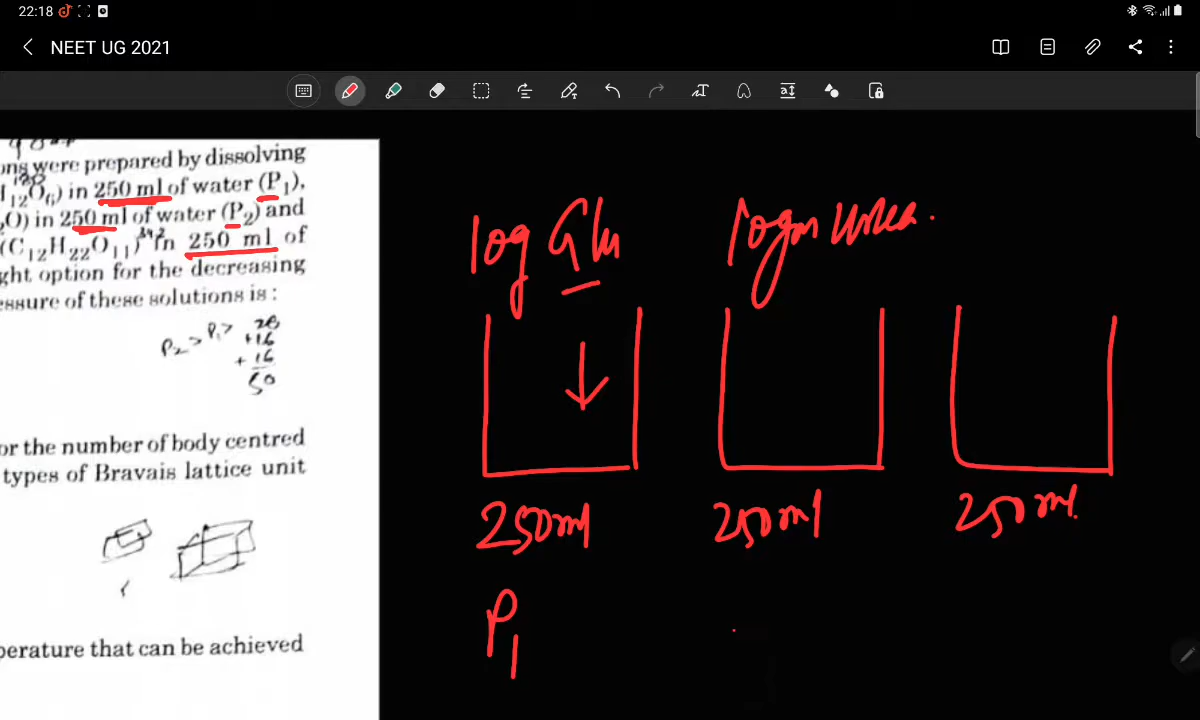 22:18
NEET UG 2021
ons were prepared by dissolving
H₁₂O₆) in 250 ml of water (P₁),
180
₂O) in 250 ml of water (P₂) and
(C₁₂H₂₂O₁₁) in 250 ml of
342
ght option for the decreasing
essure of these solutions is :
P₂ > P₁ >
28
+16
+ 16
50
or the number of body centred
types of Bravais lattice unit
perature that can be achieved
10g Glu
10gm Urea.
250ml
250ml
250ml.
P₁